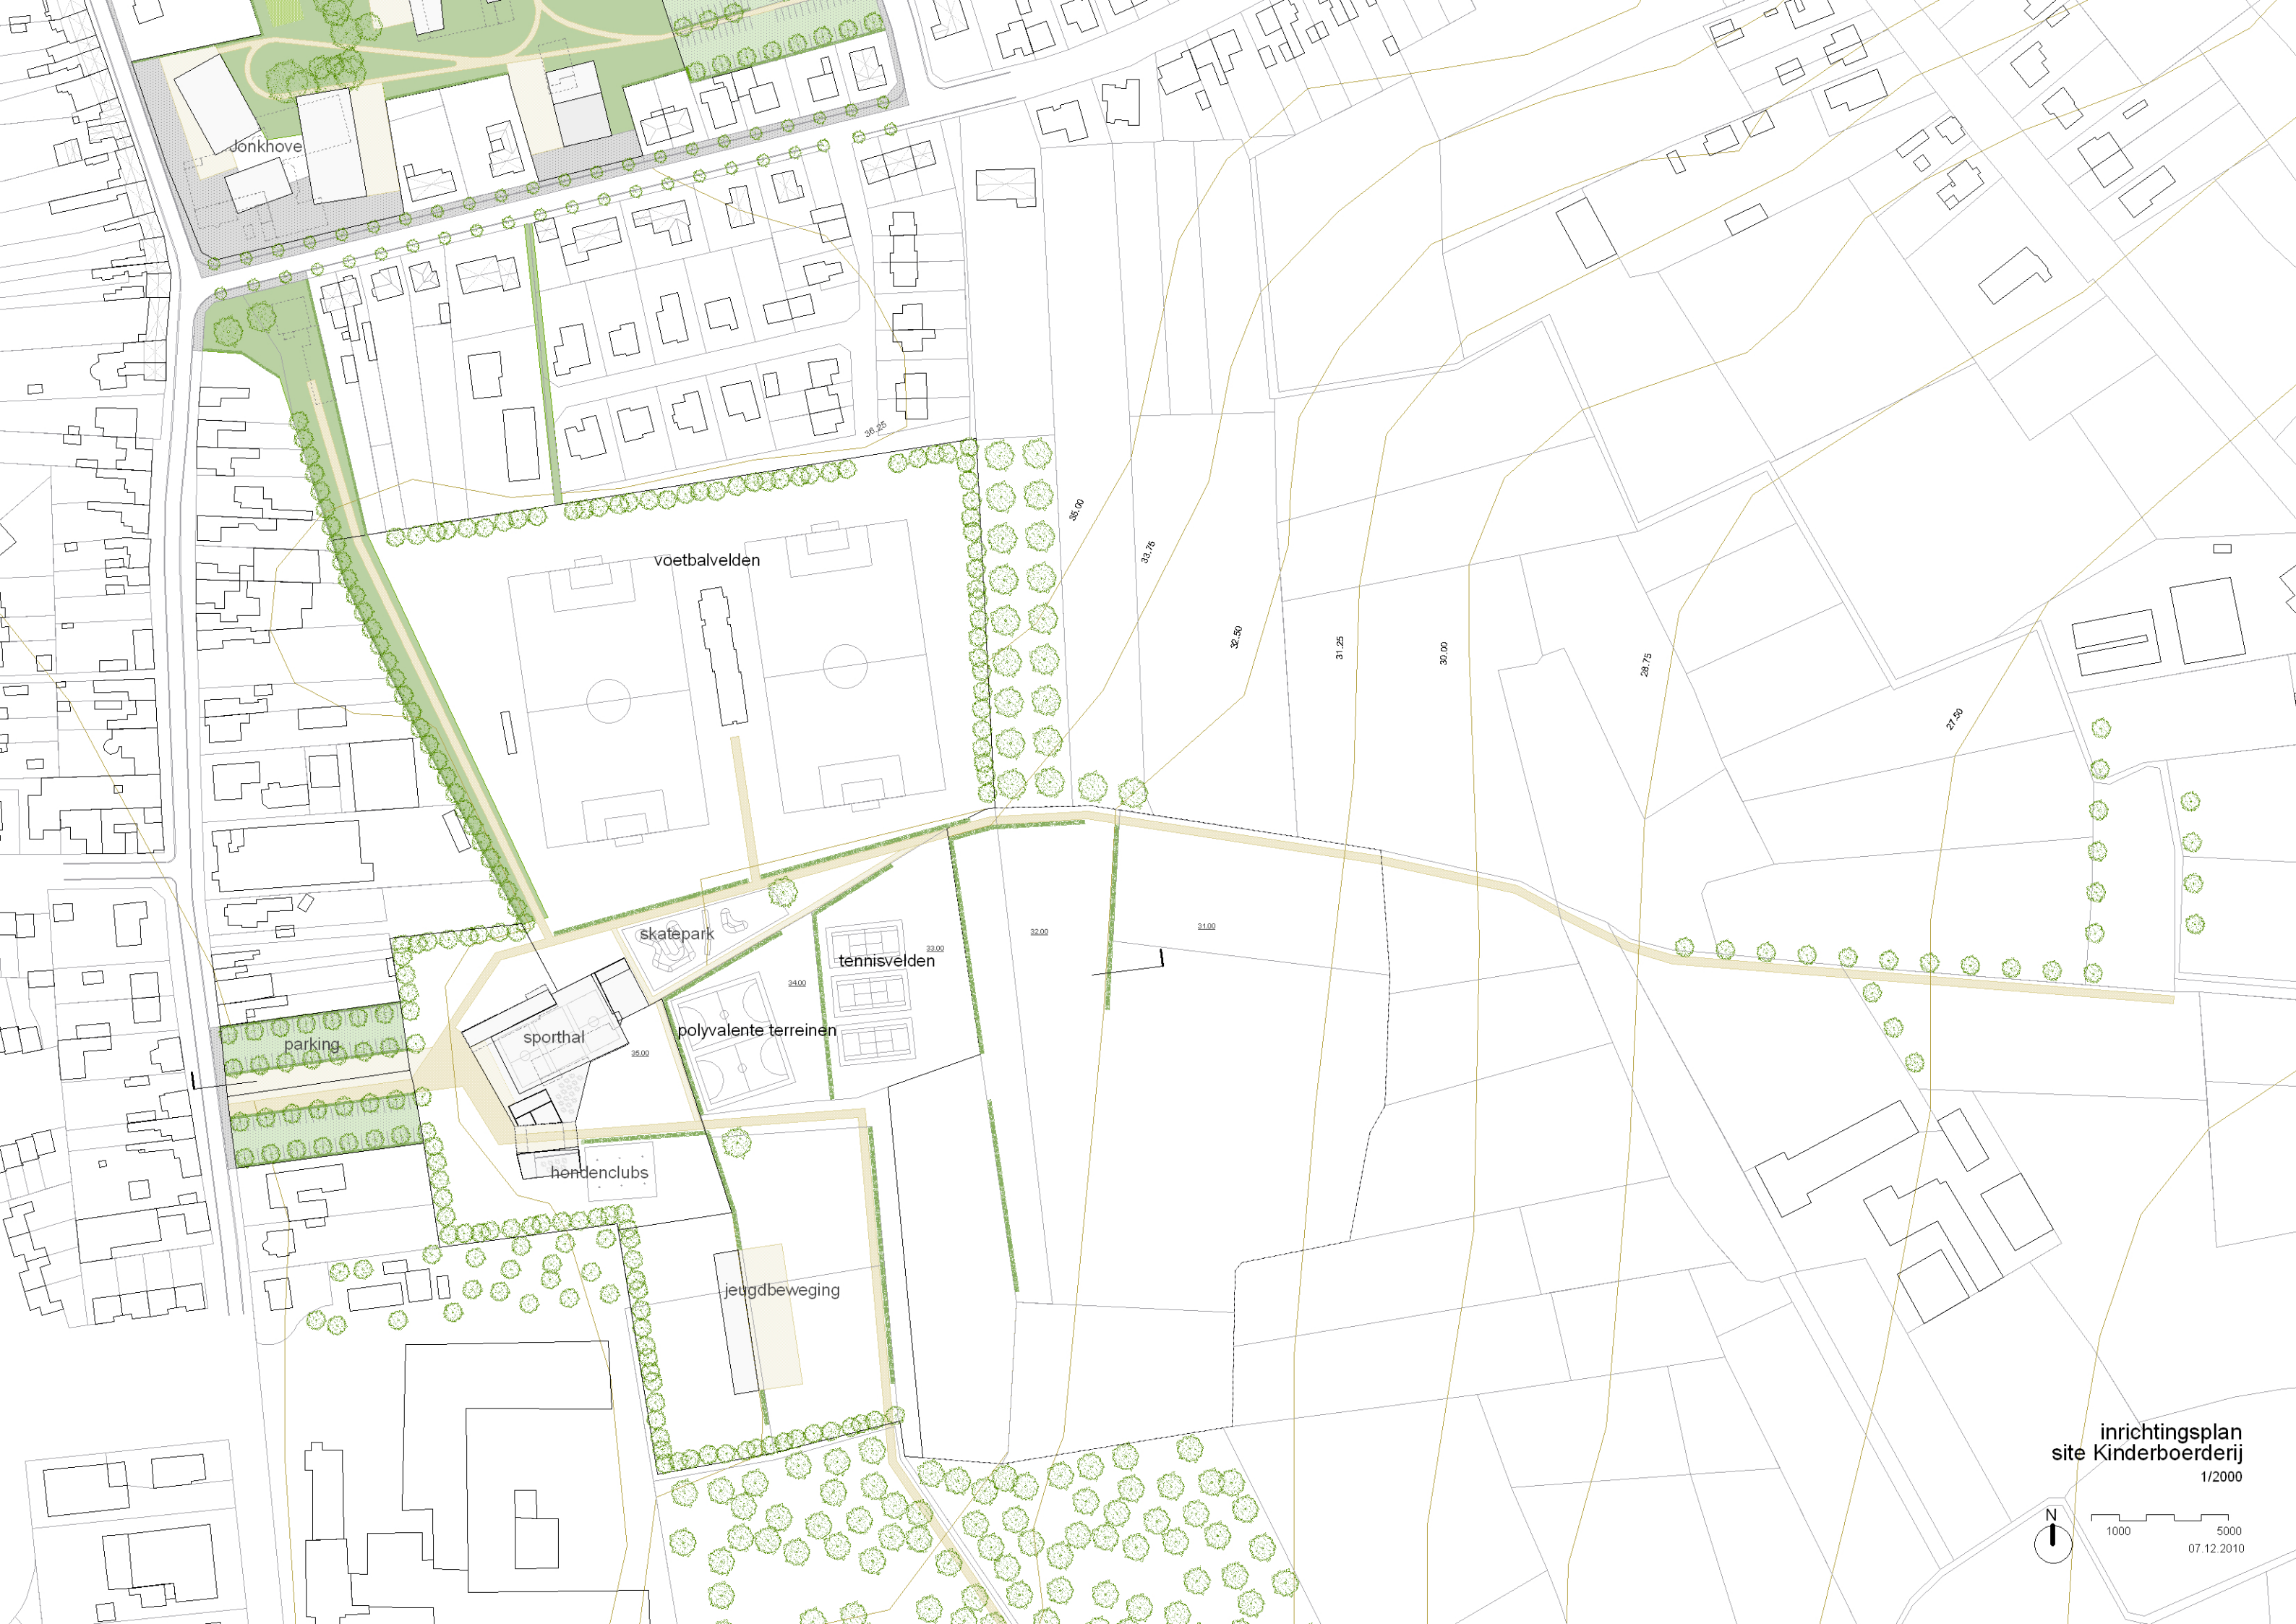 Jonkhove
36.25
voetbalvelden
35.00
33.75
32.50
31.25
30.00
28.75
27.50
skatepark
33.00
32.00
31.00
tennisvelden
34.00
polyvalente terreinen
sporthal
parking
35.00
hondenclubs
jeugdbeweging
inrichtingsplan
site Kinderboerderij
1/2000
N
1000 5000
07.12.2010